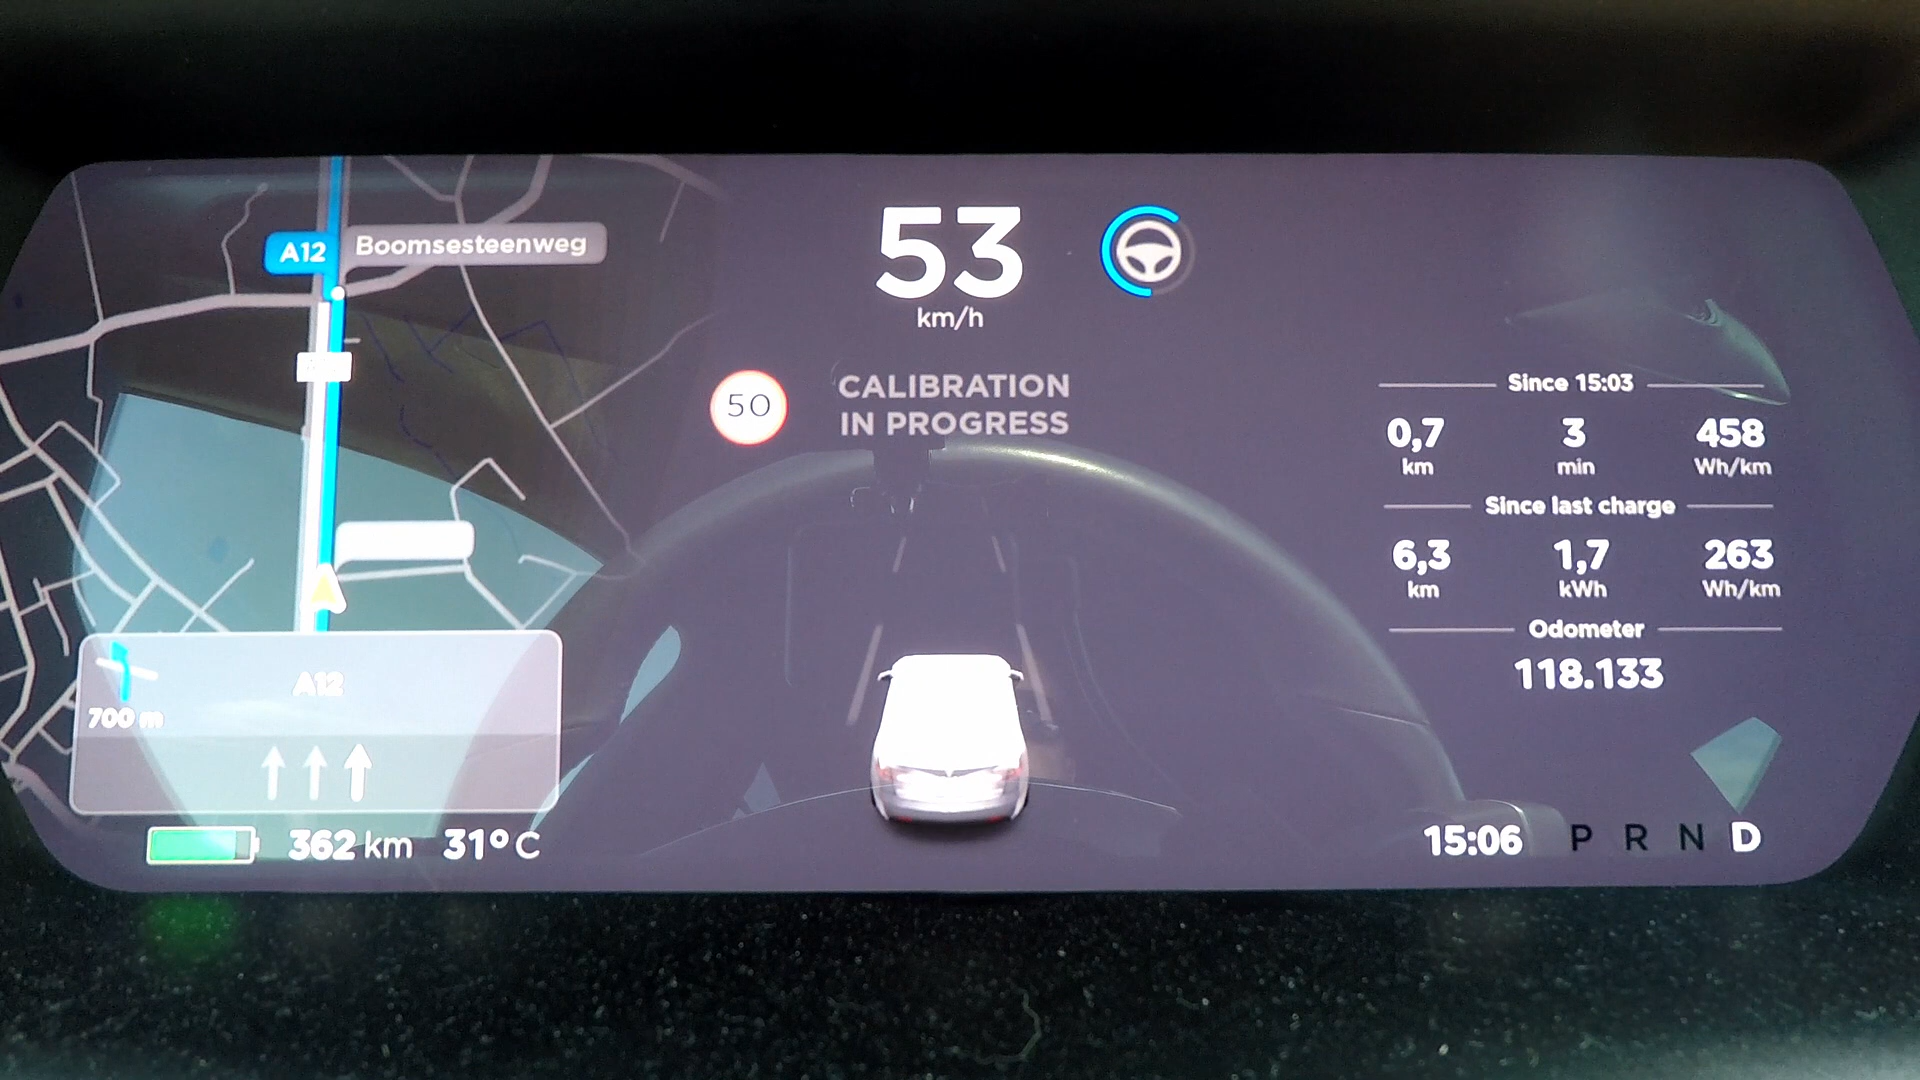 A12
Boomsesteenweg
A12
700 m
362 km 31° C
53
km/h
50
CALIBRATION
IN PROGRESS
Since 15:03
0,7 3 458
km min Wh/km
Since last charge
6,3 1,7 263
km kWh Wh/km
Odometer
118.133
15:06 P R N D